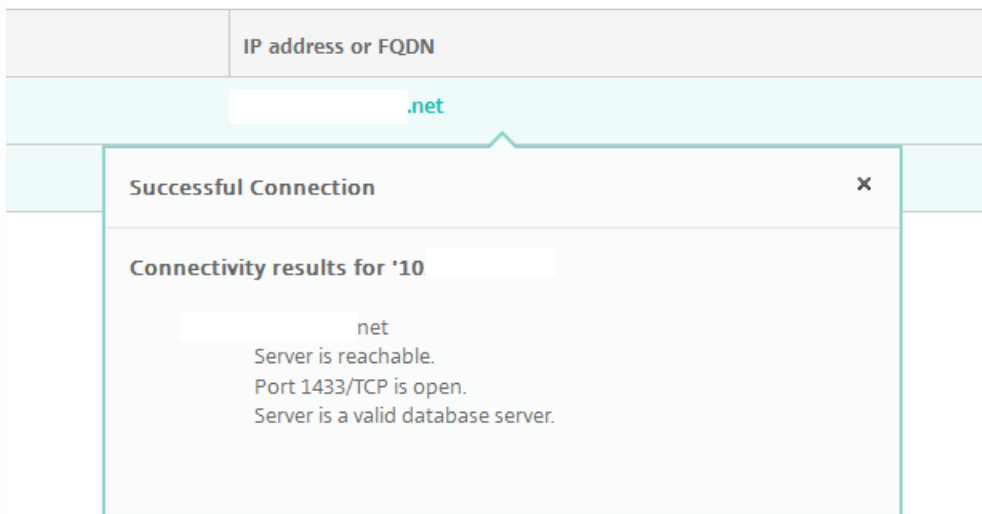 IP address or FQDN
.net
Successful Connection
Connectivity results for '10
net
Server is reachable.
Port 1433/TCP is open.
Server is a valid database server.